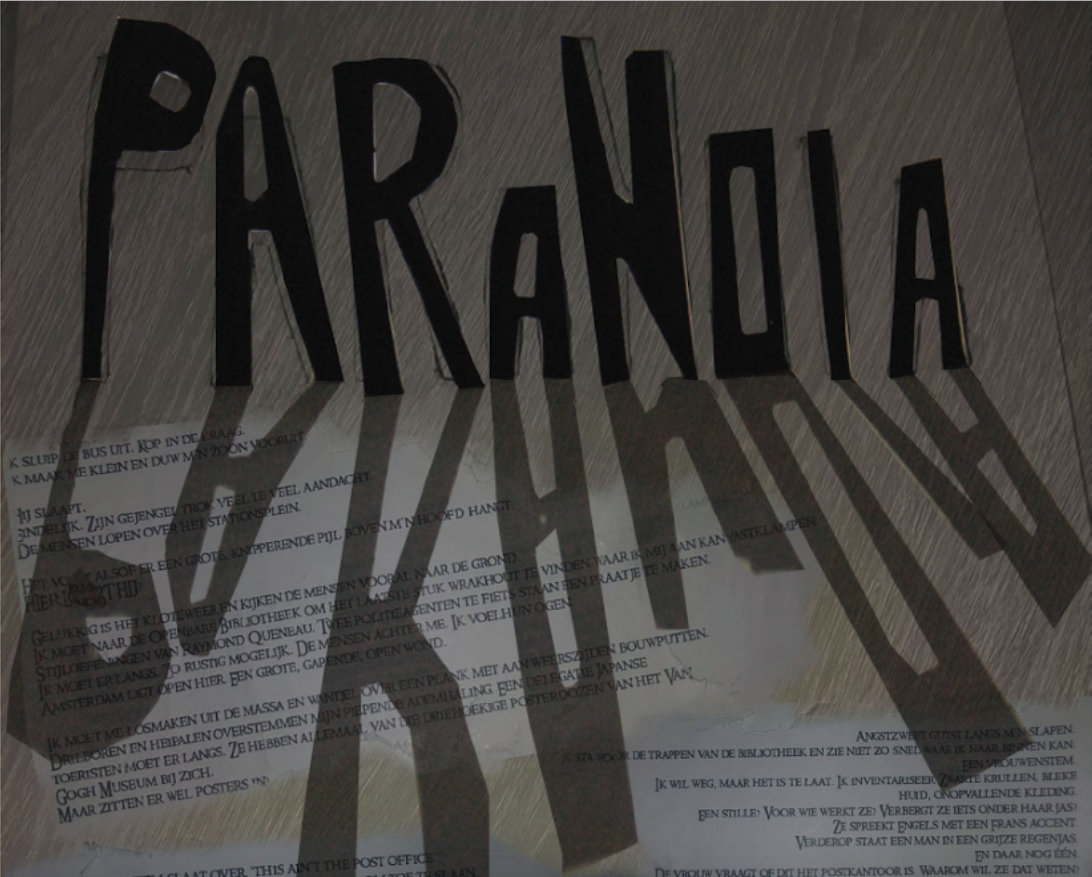 PARANOIA
K SLUIP DE BUS UIT. KOP IN DE KRAAG.
K MAAK ME KLEIN EN DUW M'N ZOON VOORUIT
HIJ SLAAPT.
EINDELIJK. ZIJN GEJENGEL TROK VEEL TE VEEL AANDACHT
DE MENSEN LOPEN OVER HET STATIONSPLEIN.
HET VOELT ALSOF ER EEN GROTE, KNIPPERENDE PIJL BOVEN M'N HOOFD HANGT:
HIER LOOPT HIJ!
GELUKKIG IS HET KLOTEWEER EN KIJKEN DE MENSEN VOORAL NAAR DE GROND
IK MOET NAAR DE OPENBARE BIBLIOTHEEK OM HET LAATSTE STUK WRAKHOUT TE VINDEN WAAR IK MIJ AAN KAN VASTKLAMPEN
STIJLOEFENINGEN VAN RAYMOND QUENEAU. TWEE POLITIEAGENTEN TE FIETS STAAN EEN PRAATJE TE MAKEN.
IK MOET ER LANGS. ZO RUSTIG MOGELIJK. DE MENSEN ACHTER ME. IK VOEL HUN OGEN.
AMSTERDAM LIGT OPEN HIER. EEN GROTE, GAPENDE, OPEN WOND.
IK MOET ME LOSMAKEN UIT DE MASSA EN WANDEL OVER EEN PLANK MET AAN WEERSZIJDEN BOUWPUTTEN.
DRILBOREN EN HEIPALEN OVERSTEMMEN MIJN PIEPENDE ADEMHALING. EEN DELEGATIE JAPANSE
TOERISTEN MOET ER LANGS. ZE HEBBEN ALLEMAAL VAN DIE DRIEHOEKIGE POSTERDOZEN VAN HET VAN
GOGH MUSEUM BIJ ZICH.
MAAR ZITTEN ER WEL POSTERS IN?
ANGSTZWEET GUTST LANGS M'N SLAPEN.
IK STA VOOR DE TRAPPEN VAN DE BIBLIOTHEEK EN ZIE NIET ZO SNEL WAAR IK NAAR BINNEN KAN.
EEN VROUWENSTEM.
IK WIL WEG, MAAR HET IS TE LAAT. IK INVENTARISEER: ZWARTE KRULLEN, BLEKE
HUID, ONOPVALLENDE KLEDING.
EEN STILLE? VOOR WIE WERKT ZE? VERBERGT ZE IETS ONDER HAAR JAS?
ZE SPREEKT ENGELS MET EEN FRANS ACCENT.
VERDEROP STAAT EEN MAN IN EEN GRIJZE REGENJAS.
EN DAAR NOG ÉÉN.
DE VROUW VRAAGT OF DIT HET POSTKANTOOR IS. WAAROM WIL ZE DAT WETEN?
SLAAT OVER. 'THIS AIN'T THE POST OFFICE.'